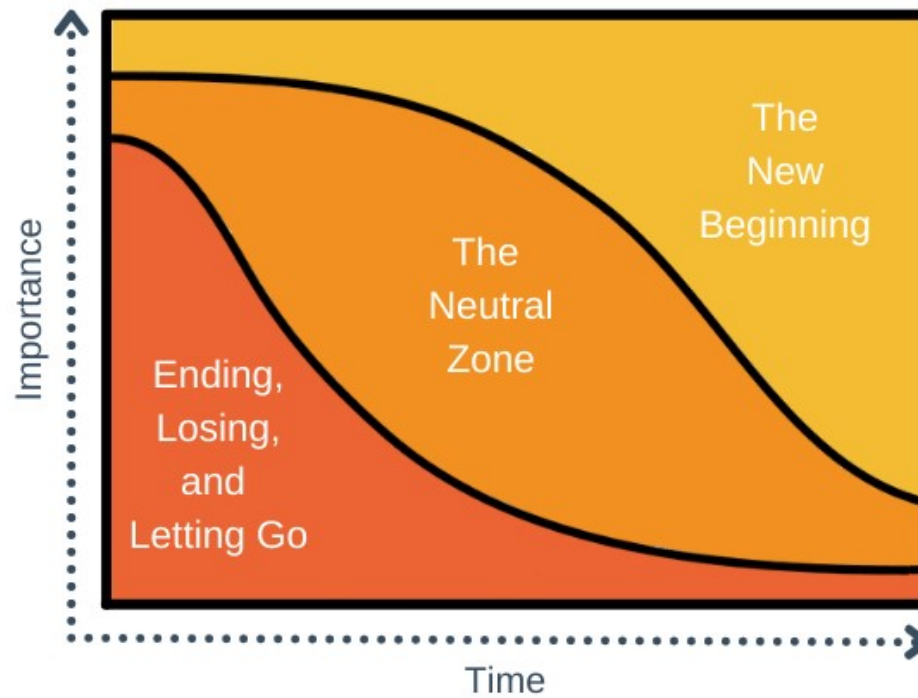 The
New
Beginning
The
Neutral
Zone
Ending,
Losing,
and
Letting Go
Importance
Time